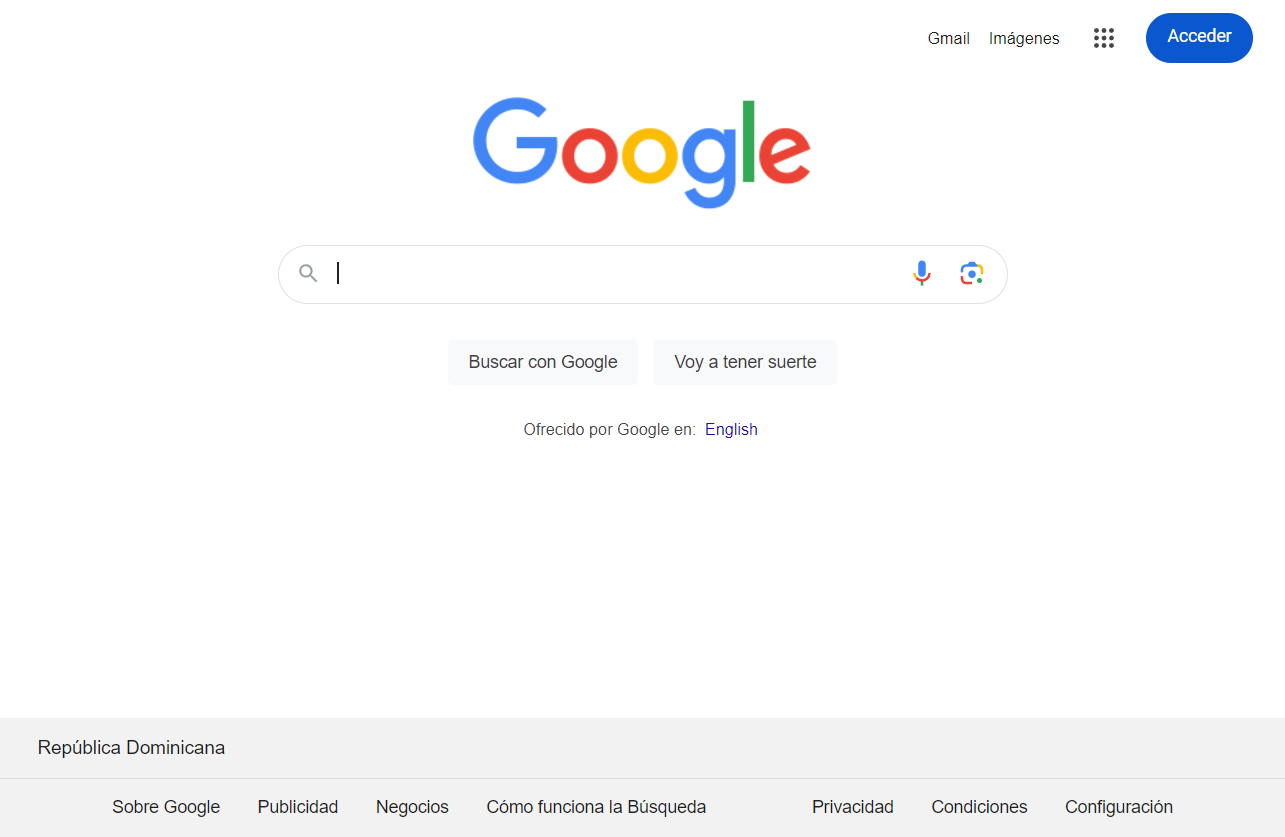 Gmail Imágenes Acceder
Google
Buscar con Google Voy a tener suerte
Ofrecido por Google en: English
República Dominicana
Sobre Google Publicidad Negocios Cómo funciona la Búsqueda Privacidad Condiciones Configuración